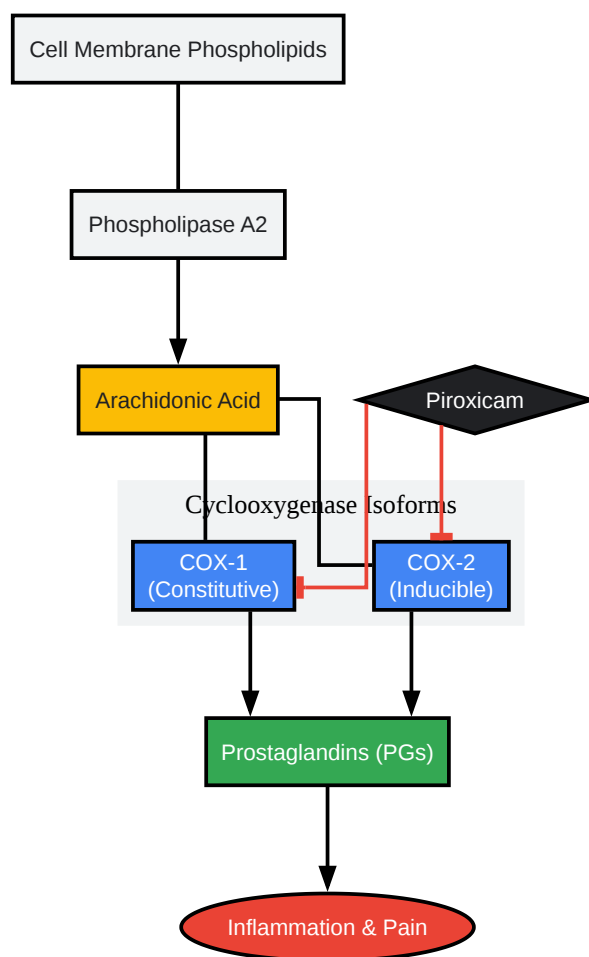 Cell Membrane Phospholipids
Phospholipase A2
Arachidonic Acid
Piroxicam
Cyclooxygenase Isoforms
COX-1
(Constitutive)
COX-2
(Inducible)
Prostaglandins (PGs)
Inflammation & Pain